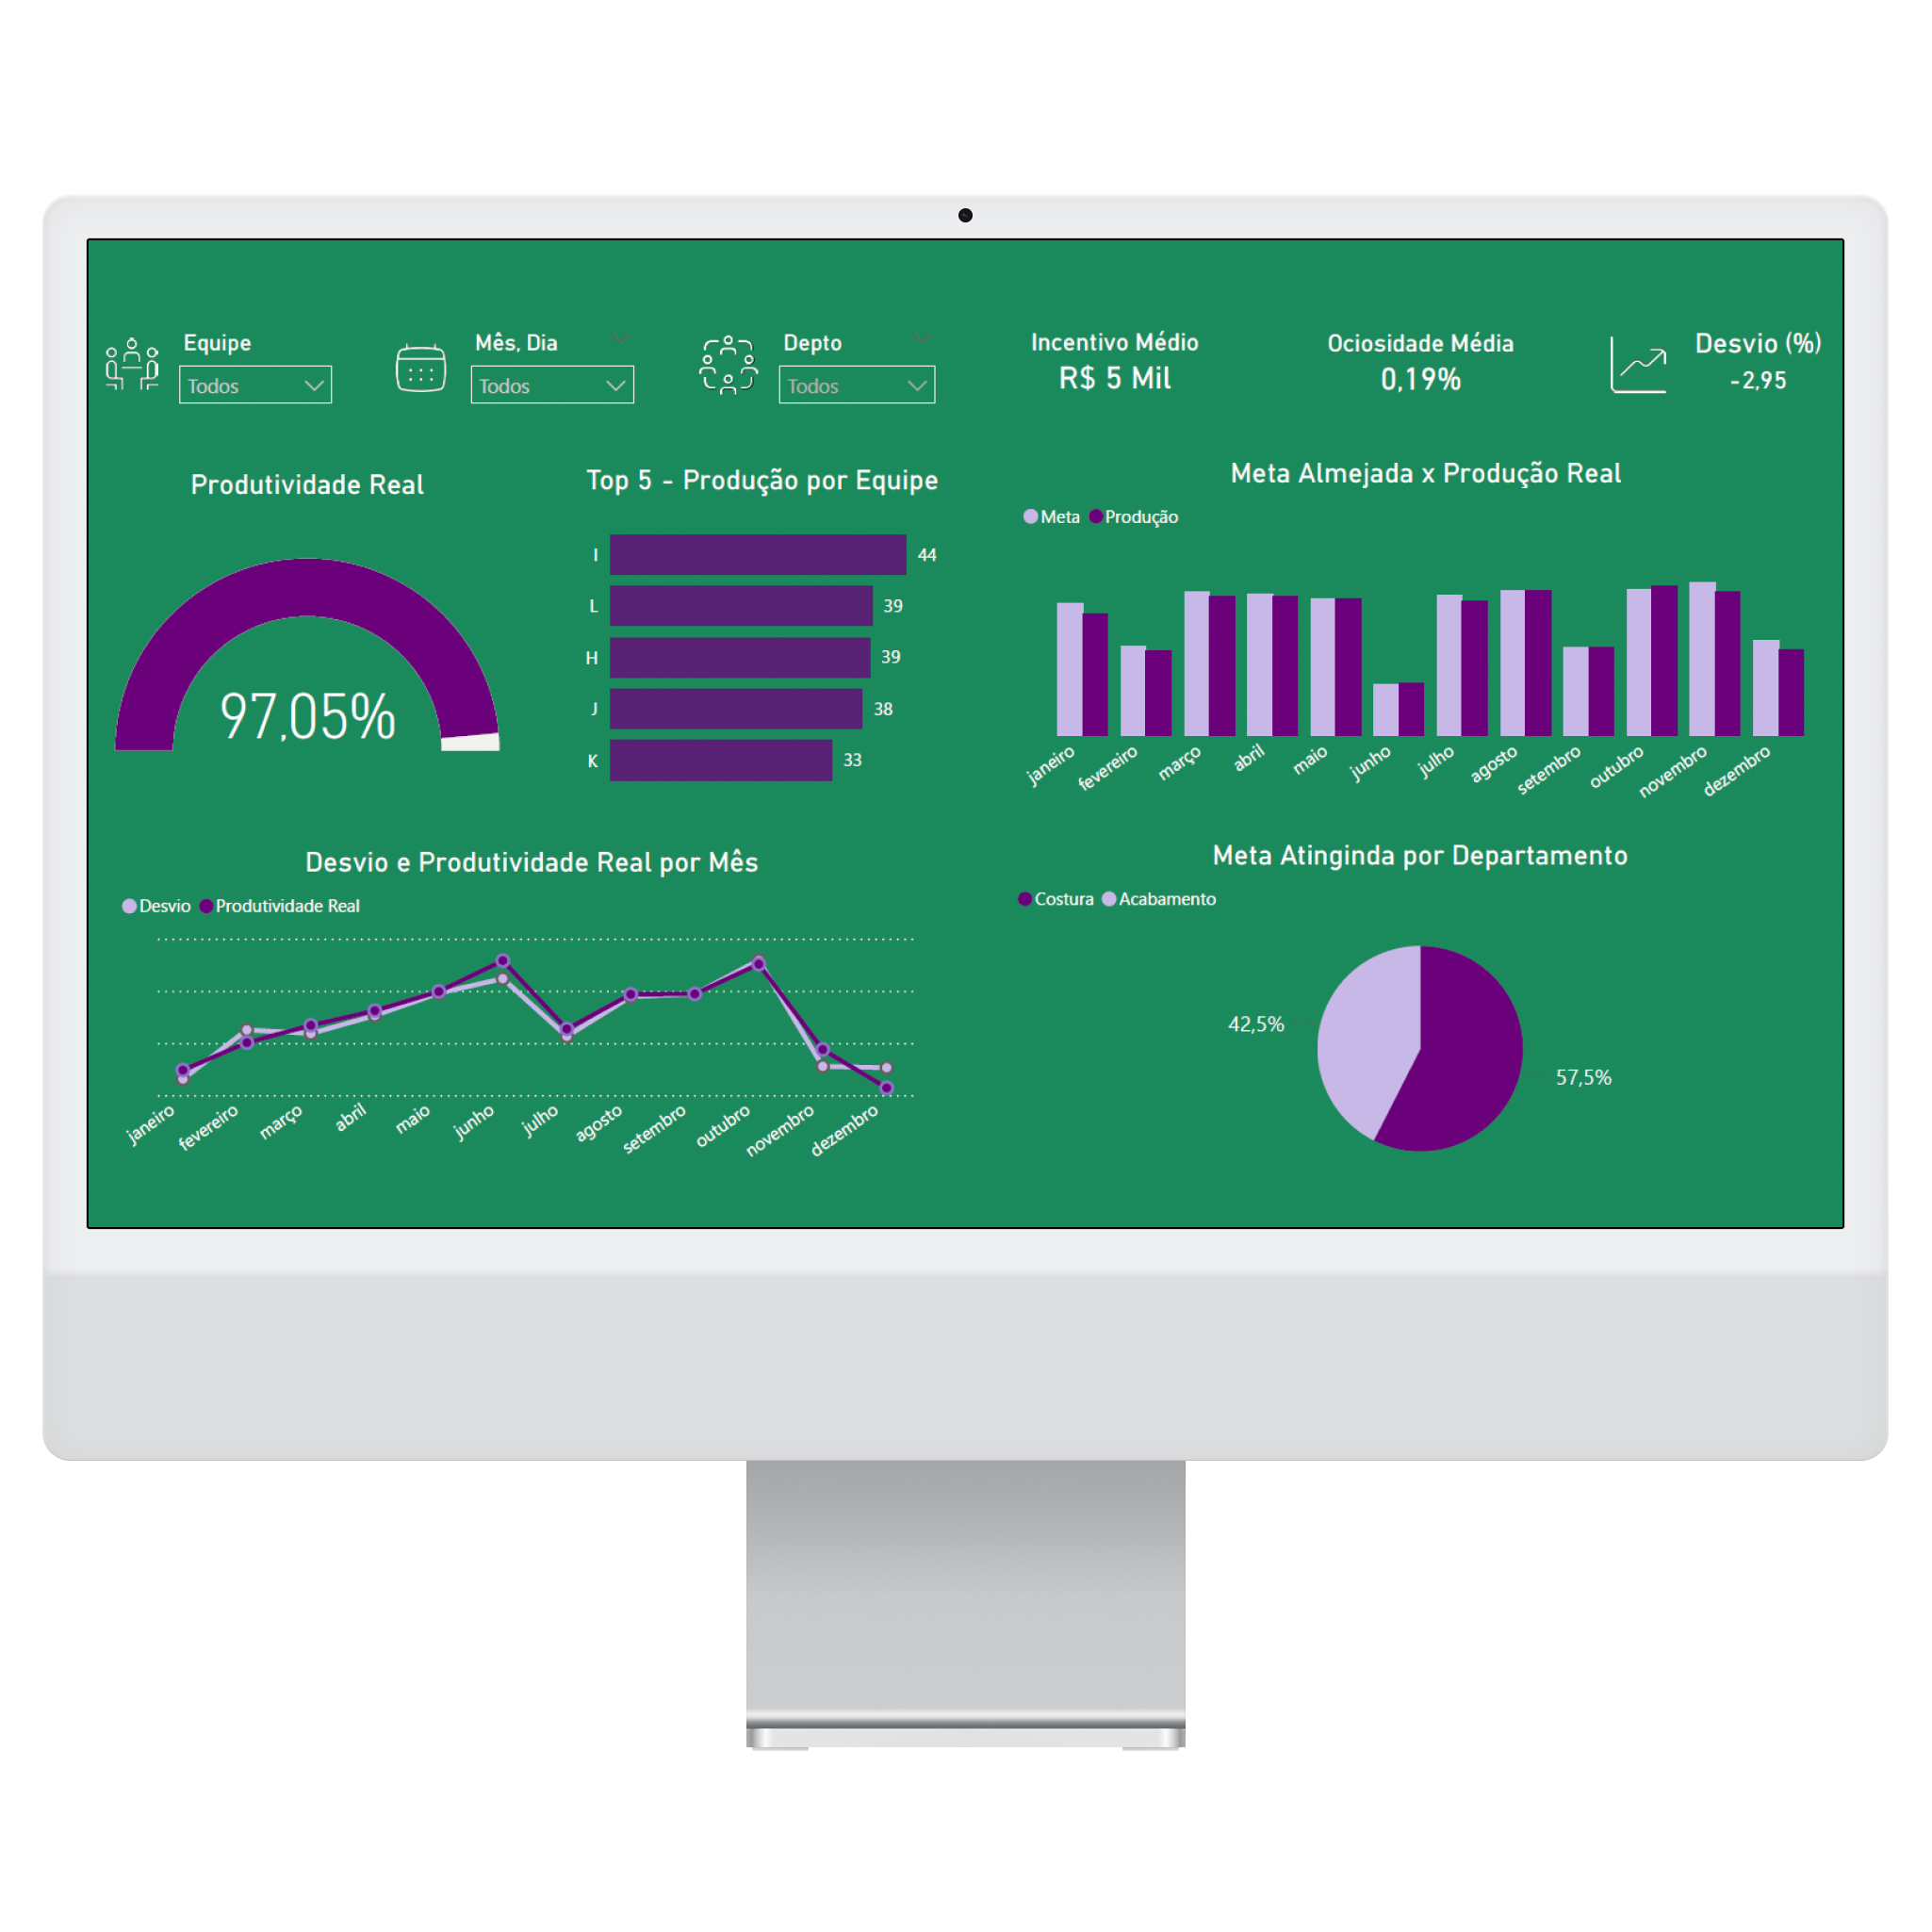 Equipe
Todos
Mês, Dia
Todos
Depto
Todos
Incentivo Médio
R$ 5 Mil
Ociosidade Média
0,19%
Desvio (%)
-2,95
Produtividade Real
97,05%
Top 5 - Produção por Equipe
I 44
L 39
H 39
J 38
K 33
Meta Almejada x Produção Real
Meta Produção
janeiro fevereiro março abril maio junho julho agosto setembro outubro novembro dezembro
Desvio e Produtividade Real por Mês
Desvio Produtividade Real
janeiro fevereiro março abril maio junho julho agosto setembro outubro novembro dezembro
Meta Atinginda por Departamento
Costura Acabamento
42,5%
57,5%